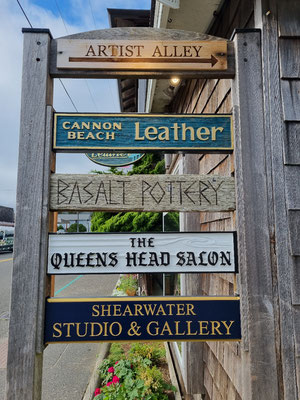 ARTIST ALLEY
CANNON
BEACH Leather
BASALT POTTERY
THE
QUEENS HEAD SALON
SHEARWATER
STUDIO & GALLERY